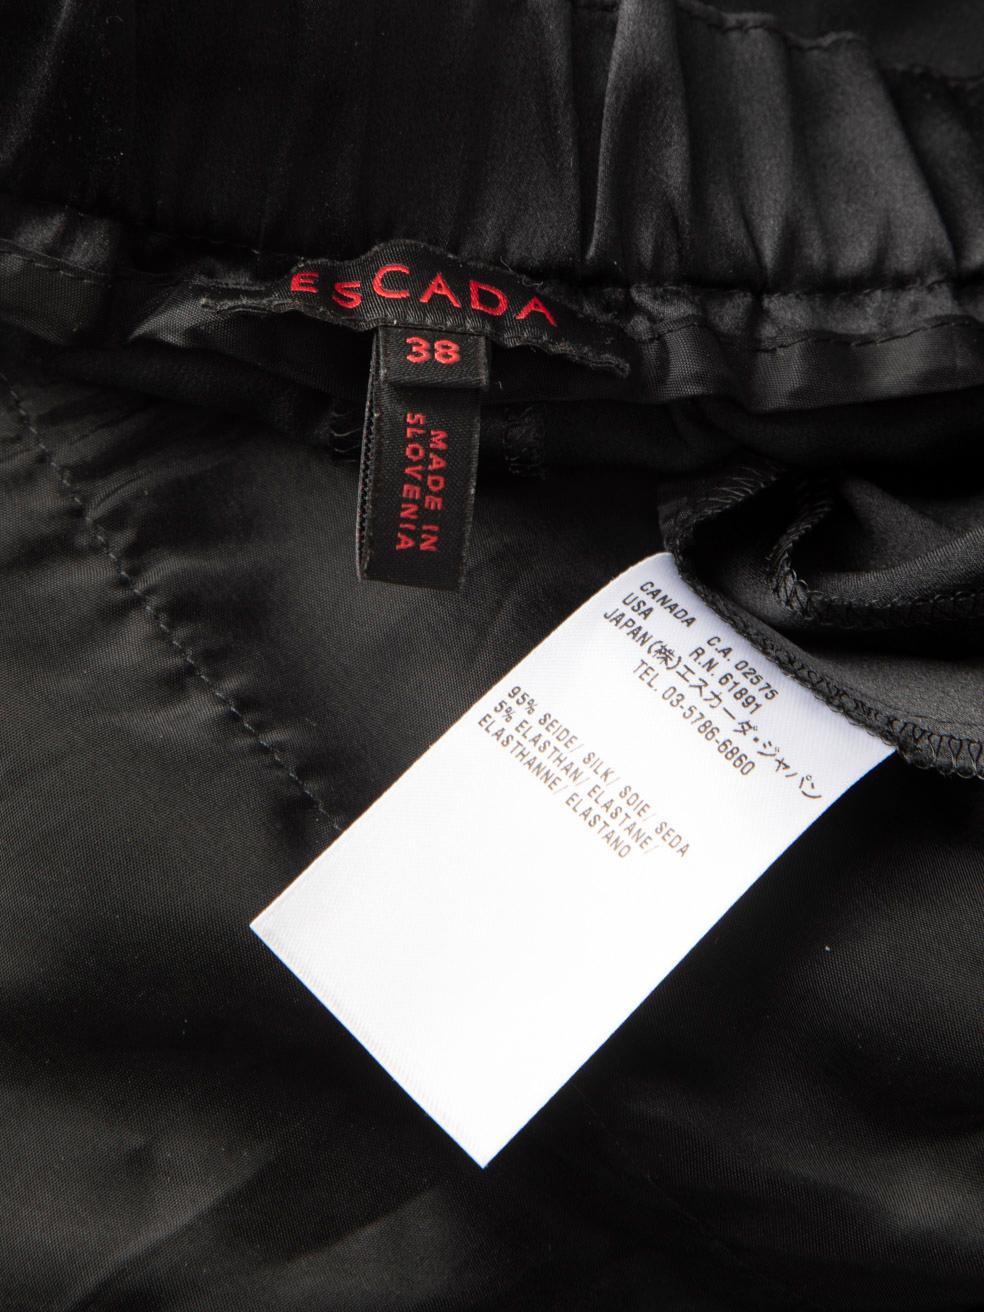 ESCADA
38
MADE IN
SLOVENIA
CANADA C.A. 02575
USA R.N. 61891
JAPAN(株)エスカーダ・ジャパン
TEL. 03-5786-6860
95% SEIDE/ SILK/ SOIE/ SEDA
5% ELASTHAN/ ELASTANE/
ELASTHANNE/ ELASTANO